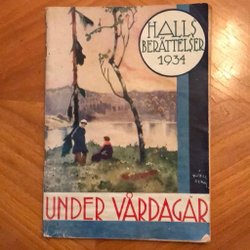 HALLS
BERÄTTELSER
1934
UNDER VÅRDAGAR